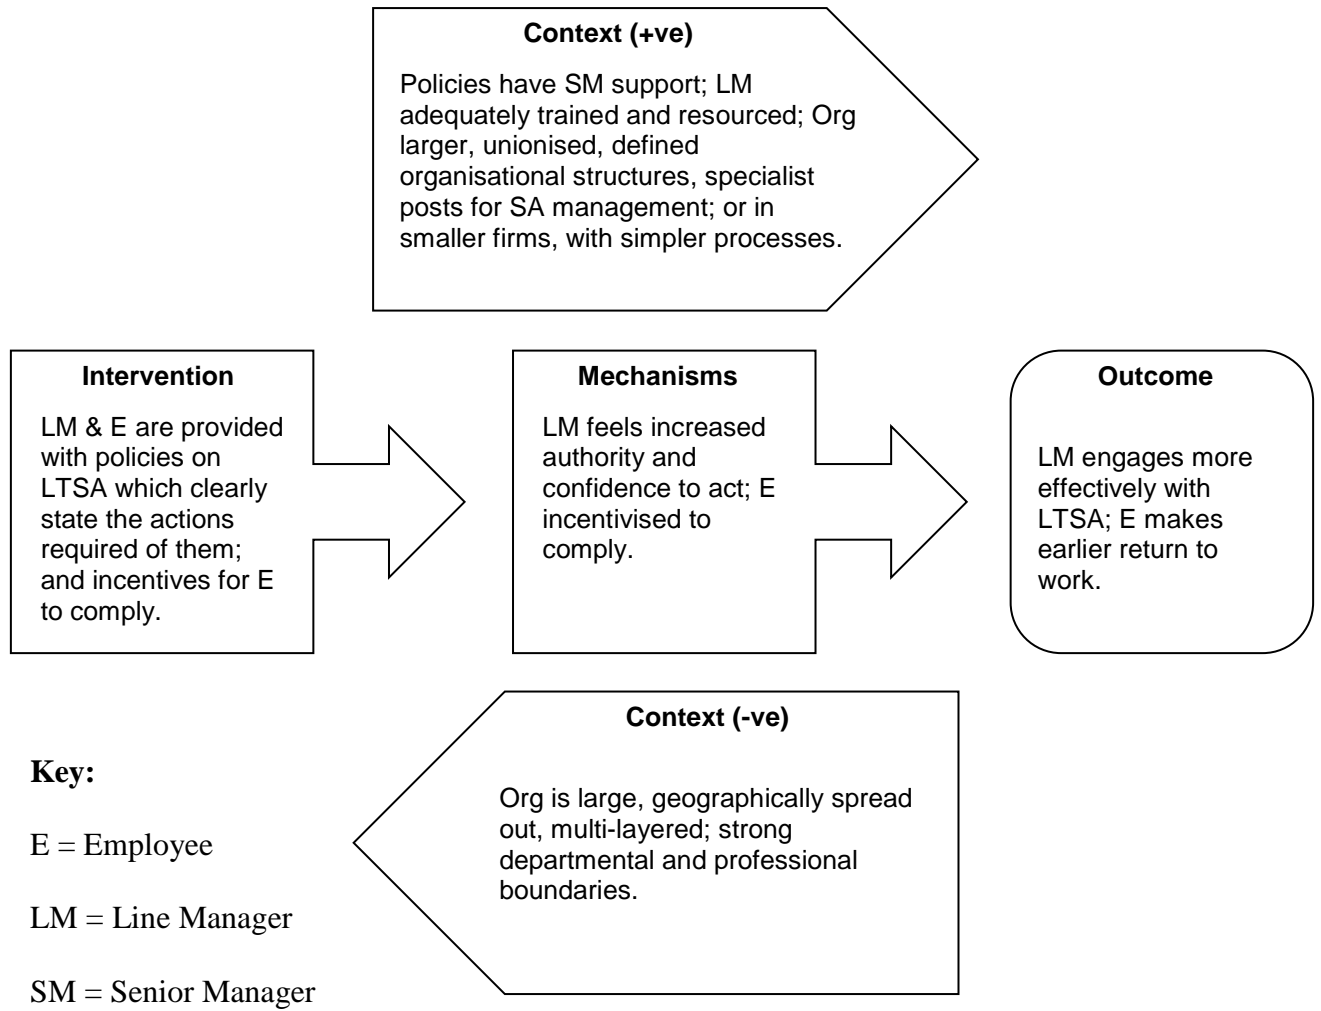 Context (+ve)
Policies have SM support; LM
adequately trained and resourced; Org
larger, unionised, defined
organisational structures, specialist
posts for SA management; or in
smaller firms, with simpler processes.
Intervention
LM & E are provided
with policies on
LTSA which clearly
state the actions
required of them;
and incentives for E
to comply.
Mechanisms
LM feels increased
authority and
confidence to act; E
incentivised to
comply.
Outcome
LM engages more
effectively with
LTSA; E makes
earlier return to
work.
Context (-ve)
Org is large, geographically spread
out, multi-layered; strong
departmental and professional
boundaries.
Key:
E = Employee
LM = Line Manager
SM = Senior Manager